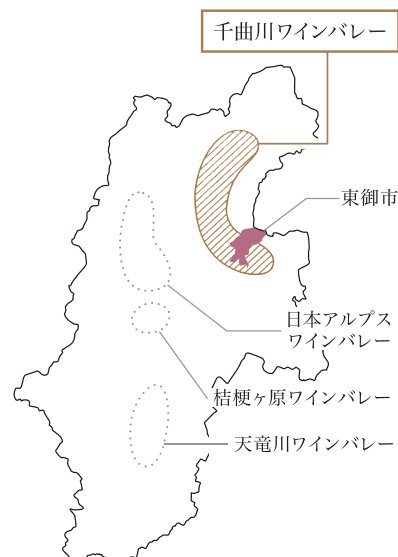 千曲川ワインバレー
東御市
日本アルプス
ワインバレー
桔梗ヶ原ワインバレー
天竜川ワインバレー